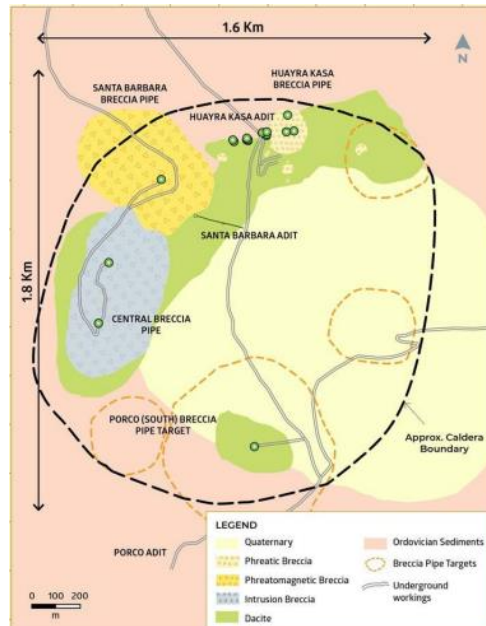 1.6 Km
N
SANTA BARBARA
BRECCIA PIPE
HUAYRA KASA
BRECCIA PIPE
HUAYRA KASA ADIT
SANTA BARBARA ADIT
1.8 Km
CENTRAL BRECCIA
PIPE
PORCO (SOUTH) BRECCIA
PIPE TARGET
Approx. Caldera
Boundary
PORCO ADIT
LEGEND
Quaternary
Phreatic Breccia
Phreatomagnetic Breccia
Intrusion Breccia
Dacite
Ordovician Sediments
Breccia Pipe Targets
Underground
workings
0 100 200
m